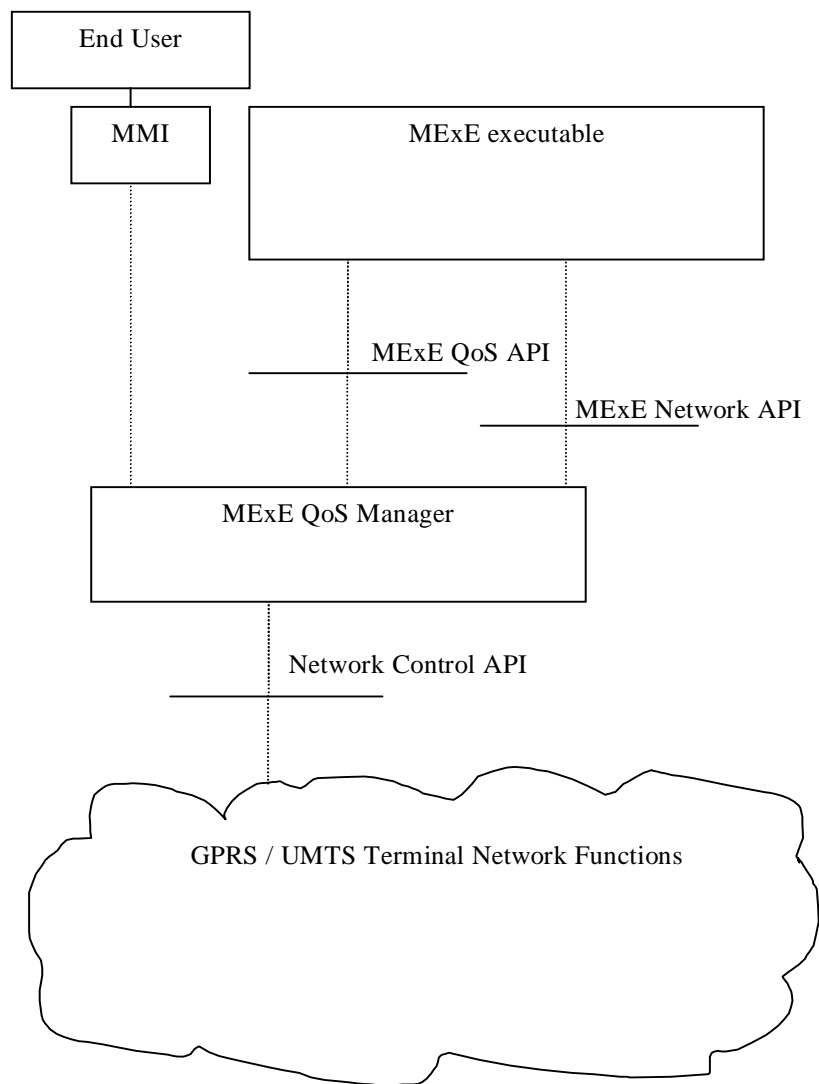 End User
MMI
MExE executable
MExE QoS API
MExE Network API
MExE QoS Manager
Network Control API
GPRS / UMTS Terminal Network Functions